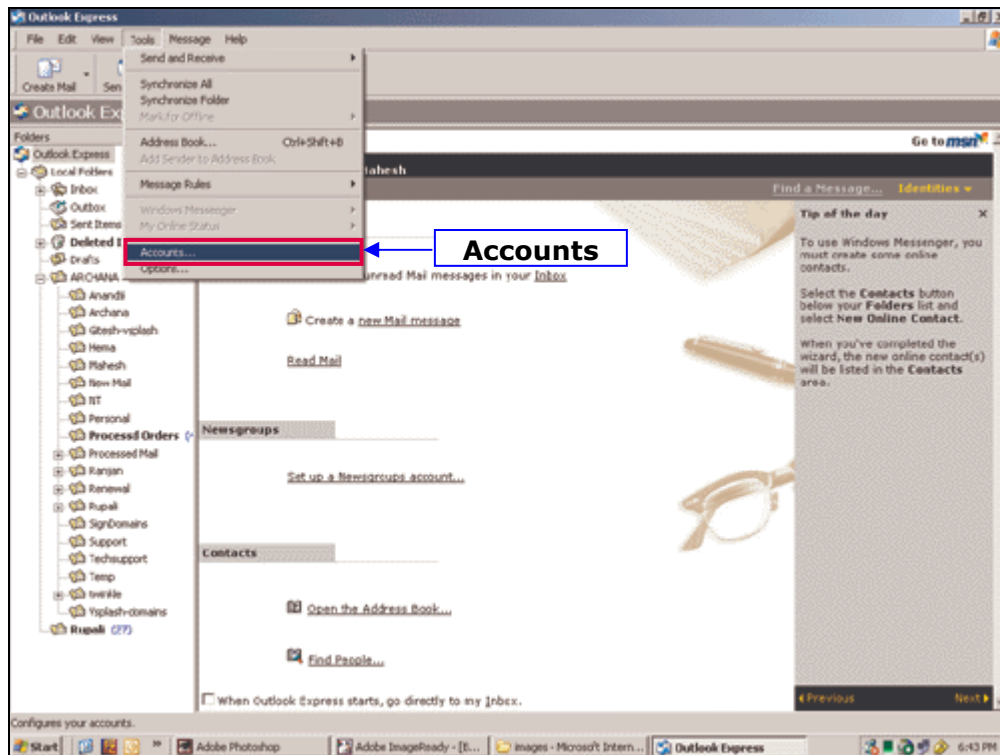 Outlook Express
File Edit View Tools Message Help
Create Mail
Send and Receive
Synchronize All
Synchronize Folder
Mark for Offline
Address Book... Ctrl+Shift+B
Add Sender to Address Book
Message Rules
Windows Messenger
My Online Status
Accounts...
Options...
Accounts
Folders
Outlook Express
Local Folders
Inbox
Outbox
Sent Items
Drafts
ARCHANA
Anandi
Archana
Gitesh-vsplash
Hema
Mahesh
New Mail
NT
Personal
Processd Orders
Processed Mail
Ranjan
Renewal
Rupali
SignDomains
Support
Techsupport
Temp
twinkle
Vsplash-domains
Rupali (27)
Go to msn
Find a Message... Identities
unread Mail messages in your Inbox
Create a new Mail message
Read Mail
Newsgroups
Set up a Newsgroups account...
Contacts
Open the Address Book...
Find People...
When Outlook Express starts, go directly to my Inbox.
Tip of the day
To use Windows Messenger, you
must create some online
contacts.
Select the Contacts button
below your Folders list and
select New Online Contact.
When you've completed the
wizard, the new online contact(s)
will be listed in the Contacts
area.
Previous Next
Configures your accounts.
Start Adobe Photoshop Adobe ImageReady - [E... images - Microsoft Intern... Outlook Express 6:43 PM